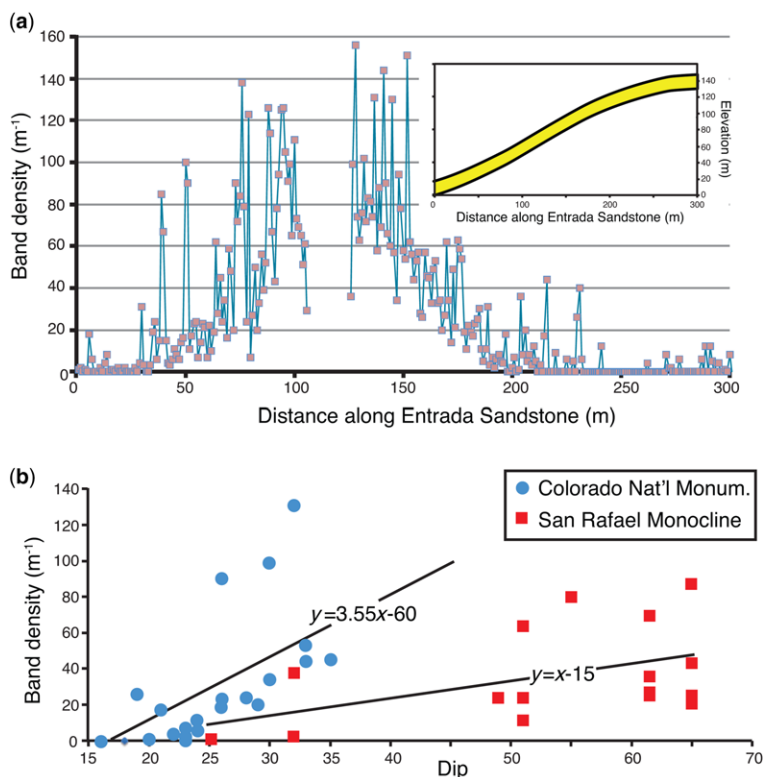 (a)
160
140
120
100
80
60
40
20
0
Band density (m⁻¹)
0 50 100 150 200 250 300
Distance along Entrada Sandstone (m)
140
120
100
80
60
40
20
0
Elevation (m)
0 100 200 300
Distance along Entrada Sandstone (m)
(b)
140
120
100
80
60
40
20
0
Band density (m⁻¹)
Colorado Nat'l Monum.
San Rafael Monocline
y=3.55x-60
y=x-15
15 20 25 30 35 40 45 50 55 60 65 70
Dip